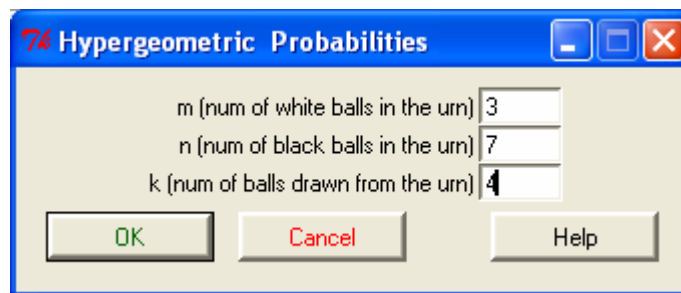 7% Hypergeometric Probabilities
m (num of white balls in the urn) 3
n (num of black balls in the urn) 7
k (num of balls drawn from the urn) 4
OK Cancel Help